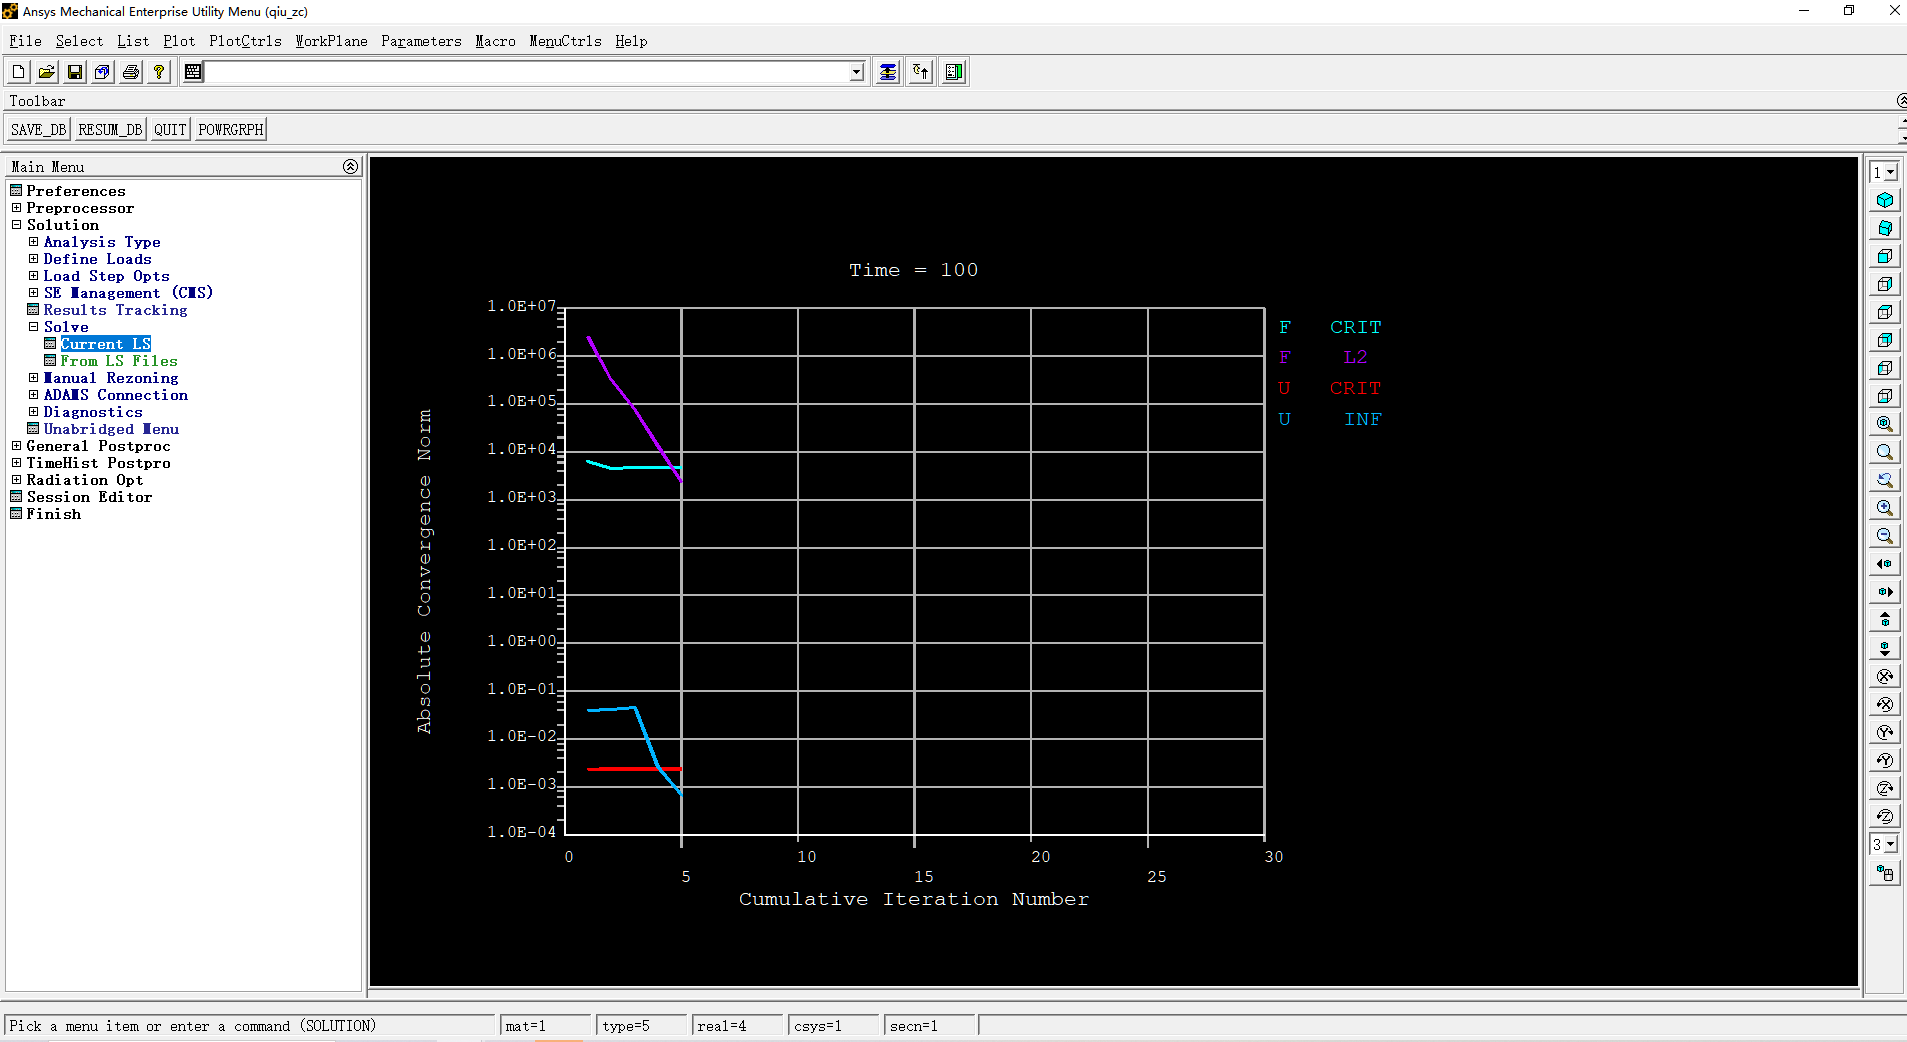 Ansys Mechanical Enterprise Utility Menu (qiu_zc)
File Select List Plot PlotCtrls WorkPlane Parameters Macro MenuCtrls Help
Toolbar
SAVE_DB RESUM_DB QUIT POWRGRPH
Main Menu
Preferences
Preprocessor
Solution
Analysis Type
Define Loads
Load Step Opts
SE Management (CMS)
Results Tracking
Solve
Current LS
From LS Files
Manual Rezoning
ADAMS Connection
Diagnostics
Unabridged Menu
General Postproc
TimeHist Postpro
Radiation Opt
Session Editor
Finish
Time = 100
Absolute Convergence Norm
1.0E+07
1.0E+06
1.0E+05
1.0E+04
1.0E+03
1.0E+02
1.0E+01
1.0E+00
1.0E-01
1.0E-02
1.0E-03
1.0E-04
0 10 20 30
5 15 25
Cumulative Iteration Number
F CRIT
F L2
U CRIT
U INF
1
X
X
Y
Y
Z
Z
3
Pick a menu item or enter a command (SOLUTION) mat=1 type=5 real=4 csys=1 secn=1